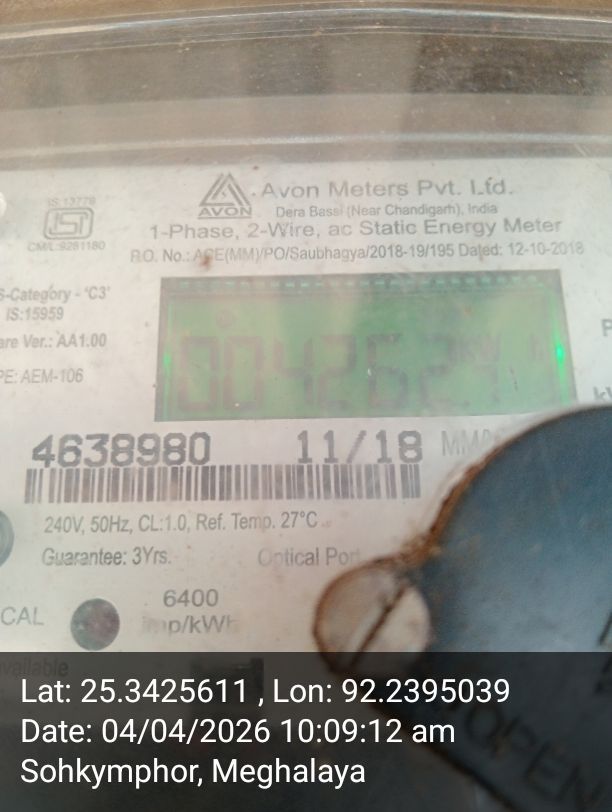 IS:13779
CM/L:9281180
AVON
Avon Meters Pvt. Ltd.
Dera Bassi (Near Chandigarh), India
1-Phase, 2-Wire, ac Static Energy Meter
P.O. No.: ACE(MM)/PO/Saubhagya/2018-19/195 Dated: 12-10-2018
S-Category - 'C3'
IS:15959
are Ver.: AA1.00
PE: AEM-106
4638980 11/18
240V, 50Hz, CL:1.0, Ref. Temp. 27°C
Guarantee: 3Yrs. Optical Port
CAL
6400
imp/kWh
available
OPEN
Lat: 25.3425611 , Lon: 92.2395039
Date: 04/04/2026 10:09:12 am
Sohkymphor, Meghalaya